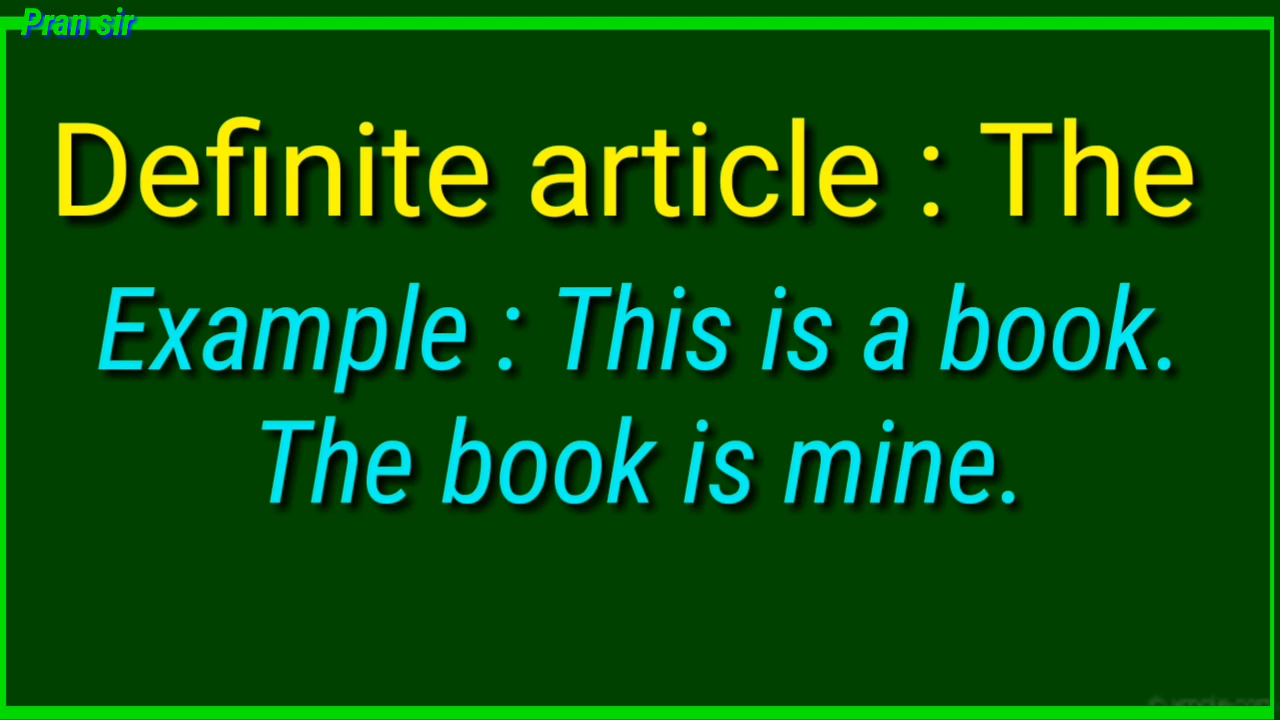 Pran sir
Definite article : The
Example : This is a book.
The book is mine.